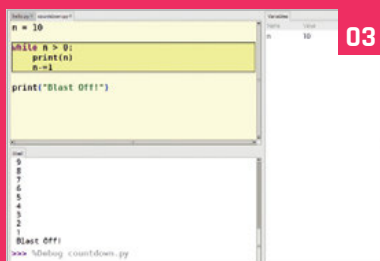 hello.py × countdown.py ×
n = 10
while n > 0:
print(n)
n-=1
print("Blast Off!")
Shell
9
8
7
6
5
4
3
2
1
Blast Off!
>>> %Debug countdown.py
Variables
Name Value
n 10
03